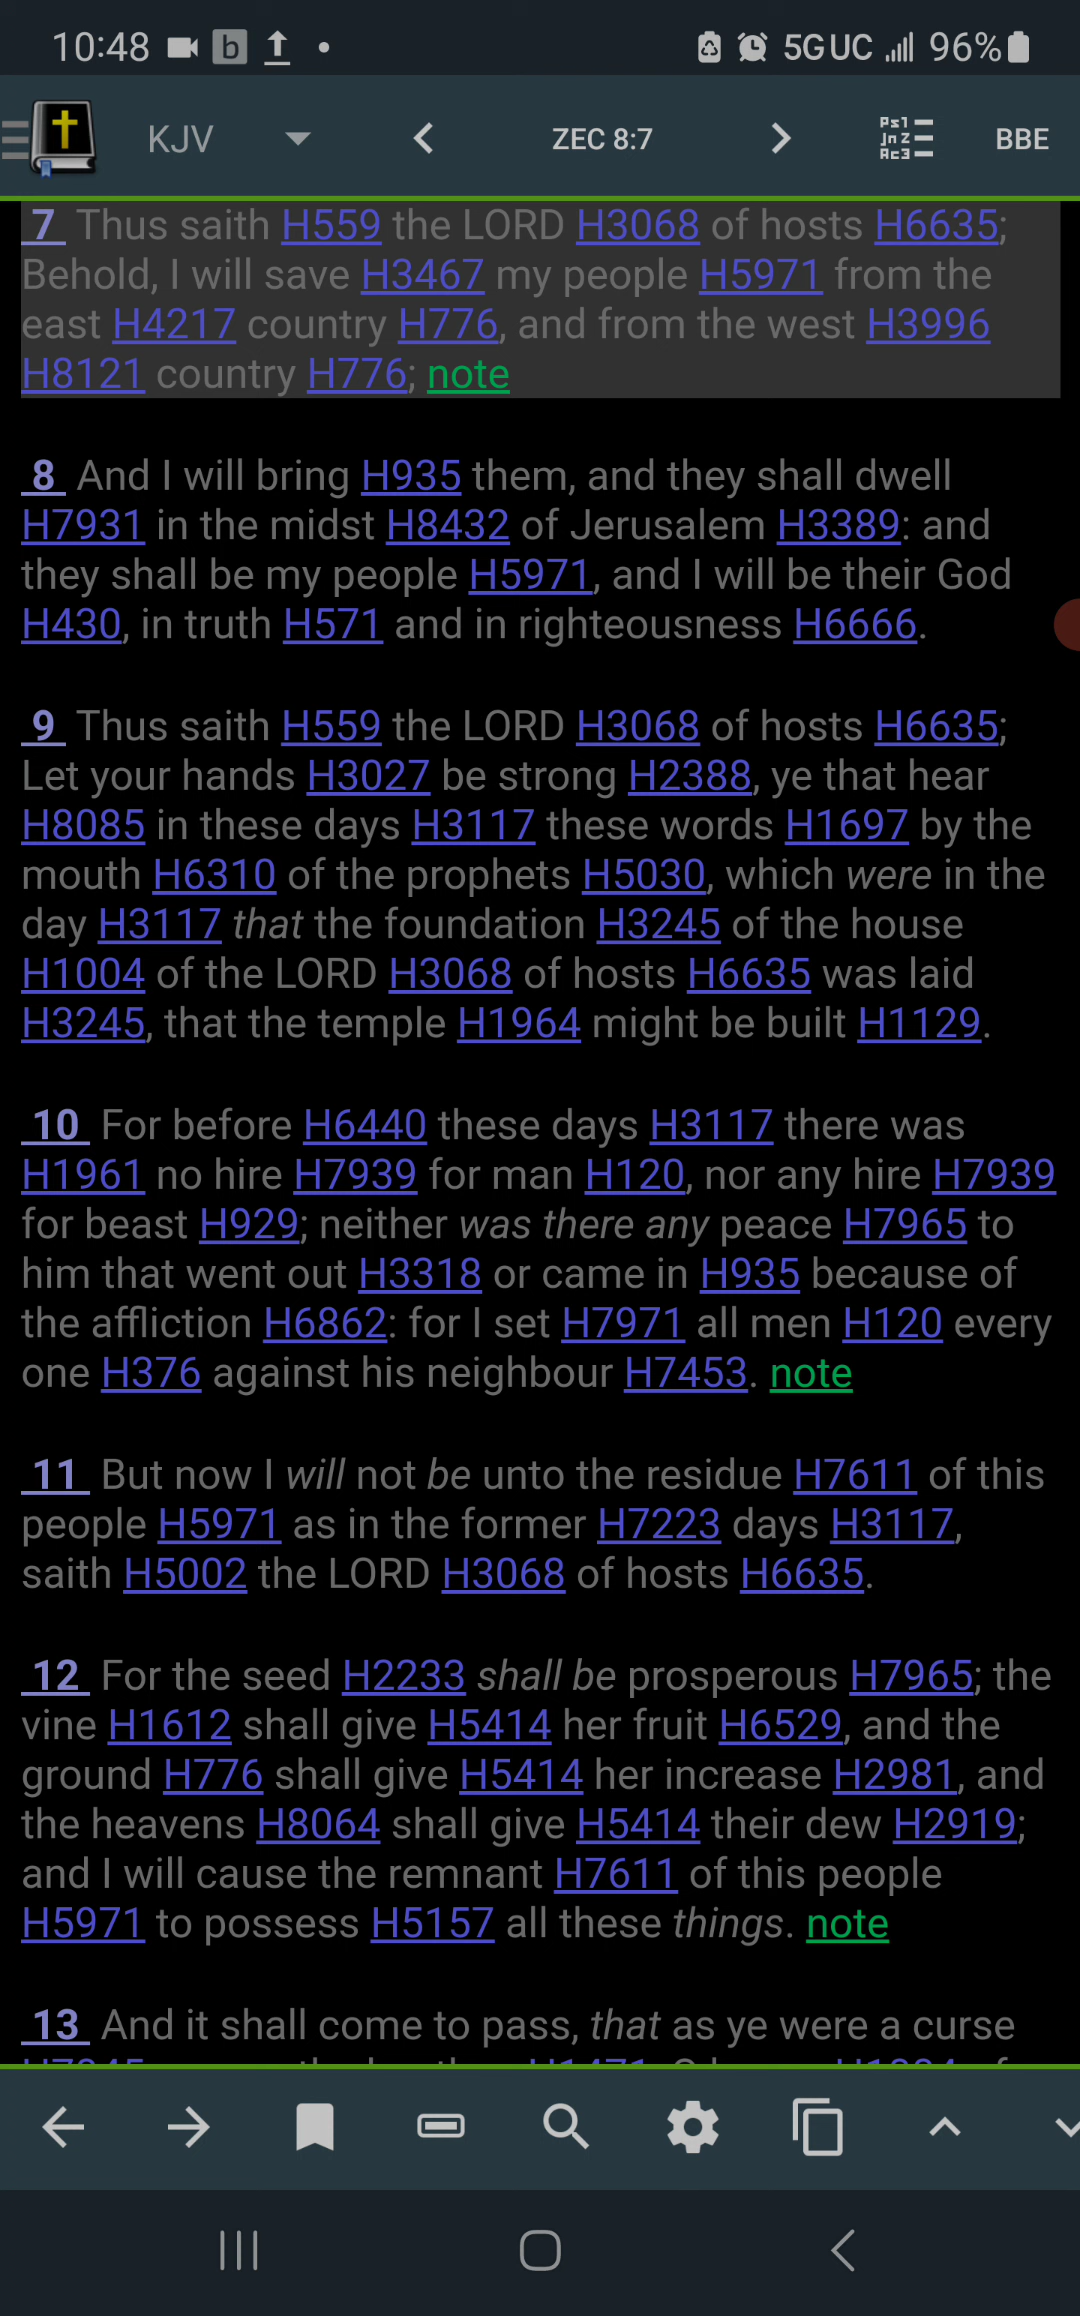 10:48 b 5G UC 96%
KJV ZEC 8:7 Ps1 Jn2 Ac3 BBE
7 Thus saith H559 the LORD H3068 of hosts H6635;
Behold, I will save H3467 my people H5971 from the
east H4217 country H776, and from the west H3996
H8121 country H776; note
8 And I will bring H935 them, and they shall dwell
H7931 in the midst H8432 of Jerusalem H3389: and
they shall be my people H5971, and I will be their God
H430, in truth H571 and in righteousness H6666.
9 Thus saith H559 the LORD H3068 of hosts H6635;
Let your hands H3027 be strong H2388, ye that hear
H8085 in these days H3117 these words H1697 by the
mouth H6310 of the prophets H5030, which were in the
day H3117 that the foundation H3245 of the house
H1004 of the LORD H3068 of hosts H6635 was laid
H3245, that the temple H1964 might be built H1129.
10 For before H6440 these days H3117 there was
H1961 no hire H7939 for man H120, nor any hire H7939
for beast H929; neither was there any peace H7965 to
him that went out H3318 or came in H935 because of
the affliction H6862: for I set H7971 all men H120 every
one H376 against his neighbour H7453. note
11 But now I will not be unto the residue H7611 of this
people H5971 as in the former H7223 days H3117,
saith H5002 the LORD H3068 of hosts H6635.
12 For the seed H2233 shall be prosperous H7965; the
vine H1612 shall give H5414 her fruit H6529, and the
ground H776 shall give H5414 her increase H2981, and
the heavens H8064 shall give H5414 their dew H2919;
and I will cause the remnant H7611 of this people
H5971 to possess H5157 all these things. note
13 And it shall come to pass, that as ye were a curse